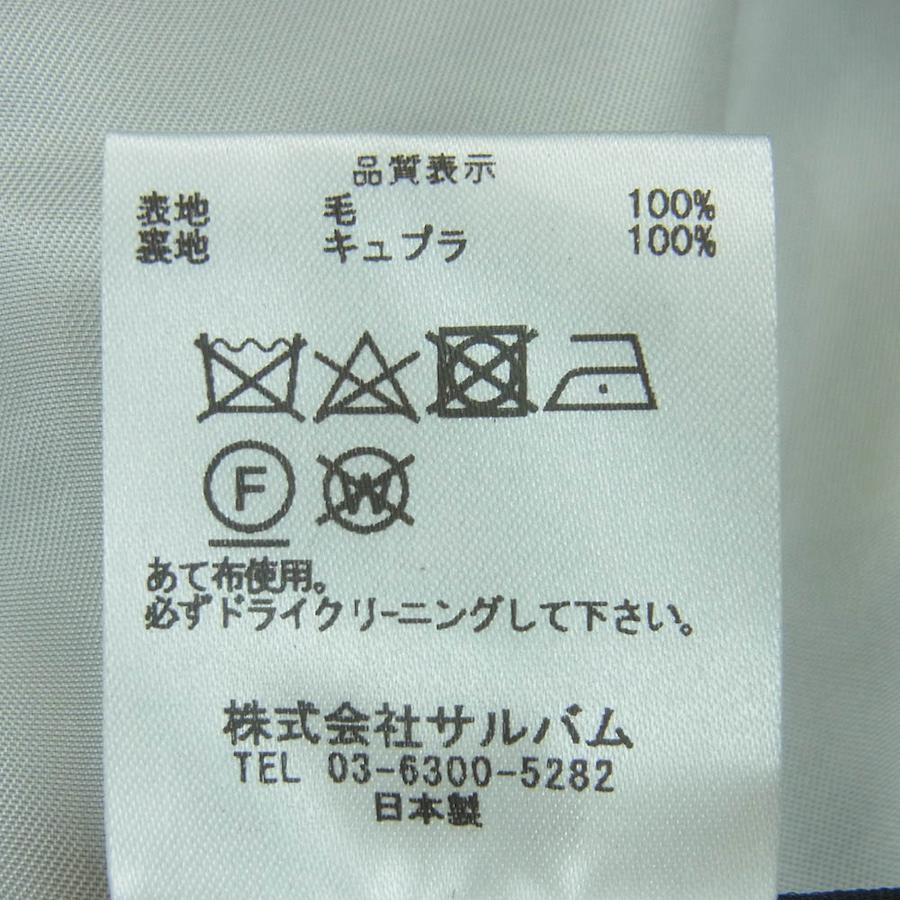 品質表示
表地 毛 100%
裏地 キュプラ 100%
F W
あて布使用。
必ずドライクリーニングして下さい。
株式会社サルバム
TEL 03-6300-5282
日本製